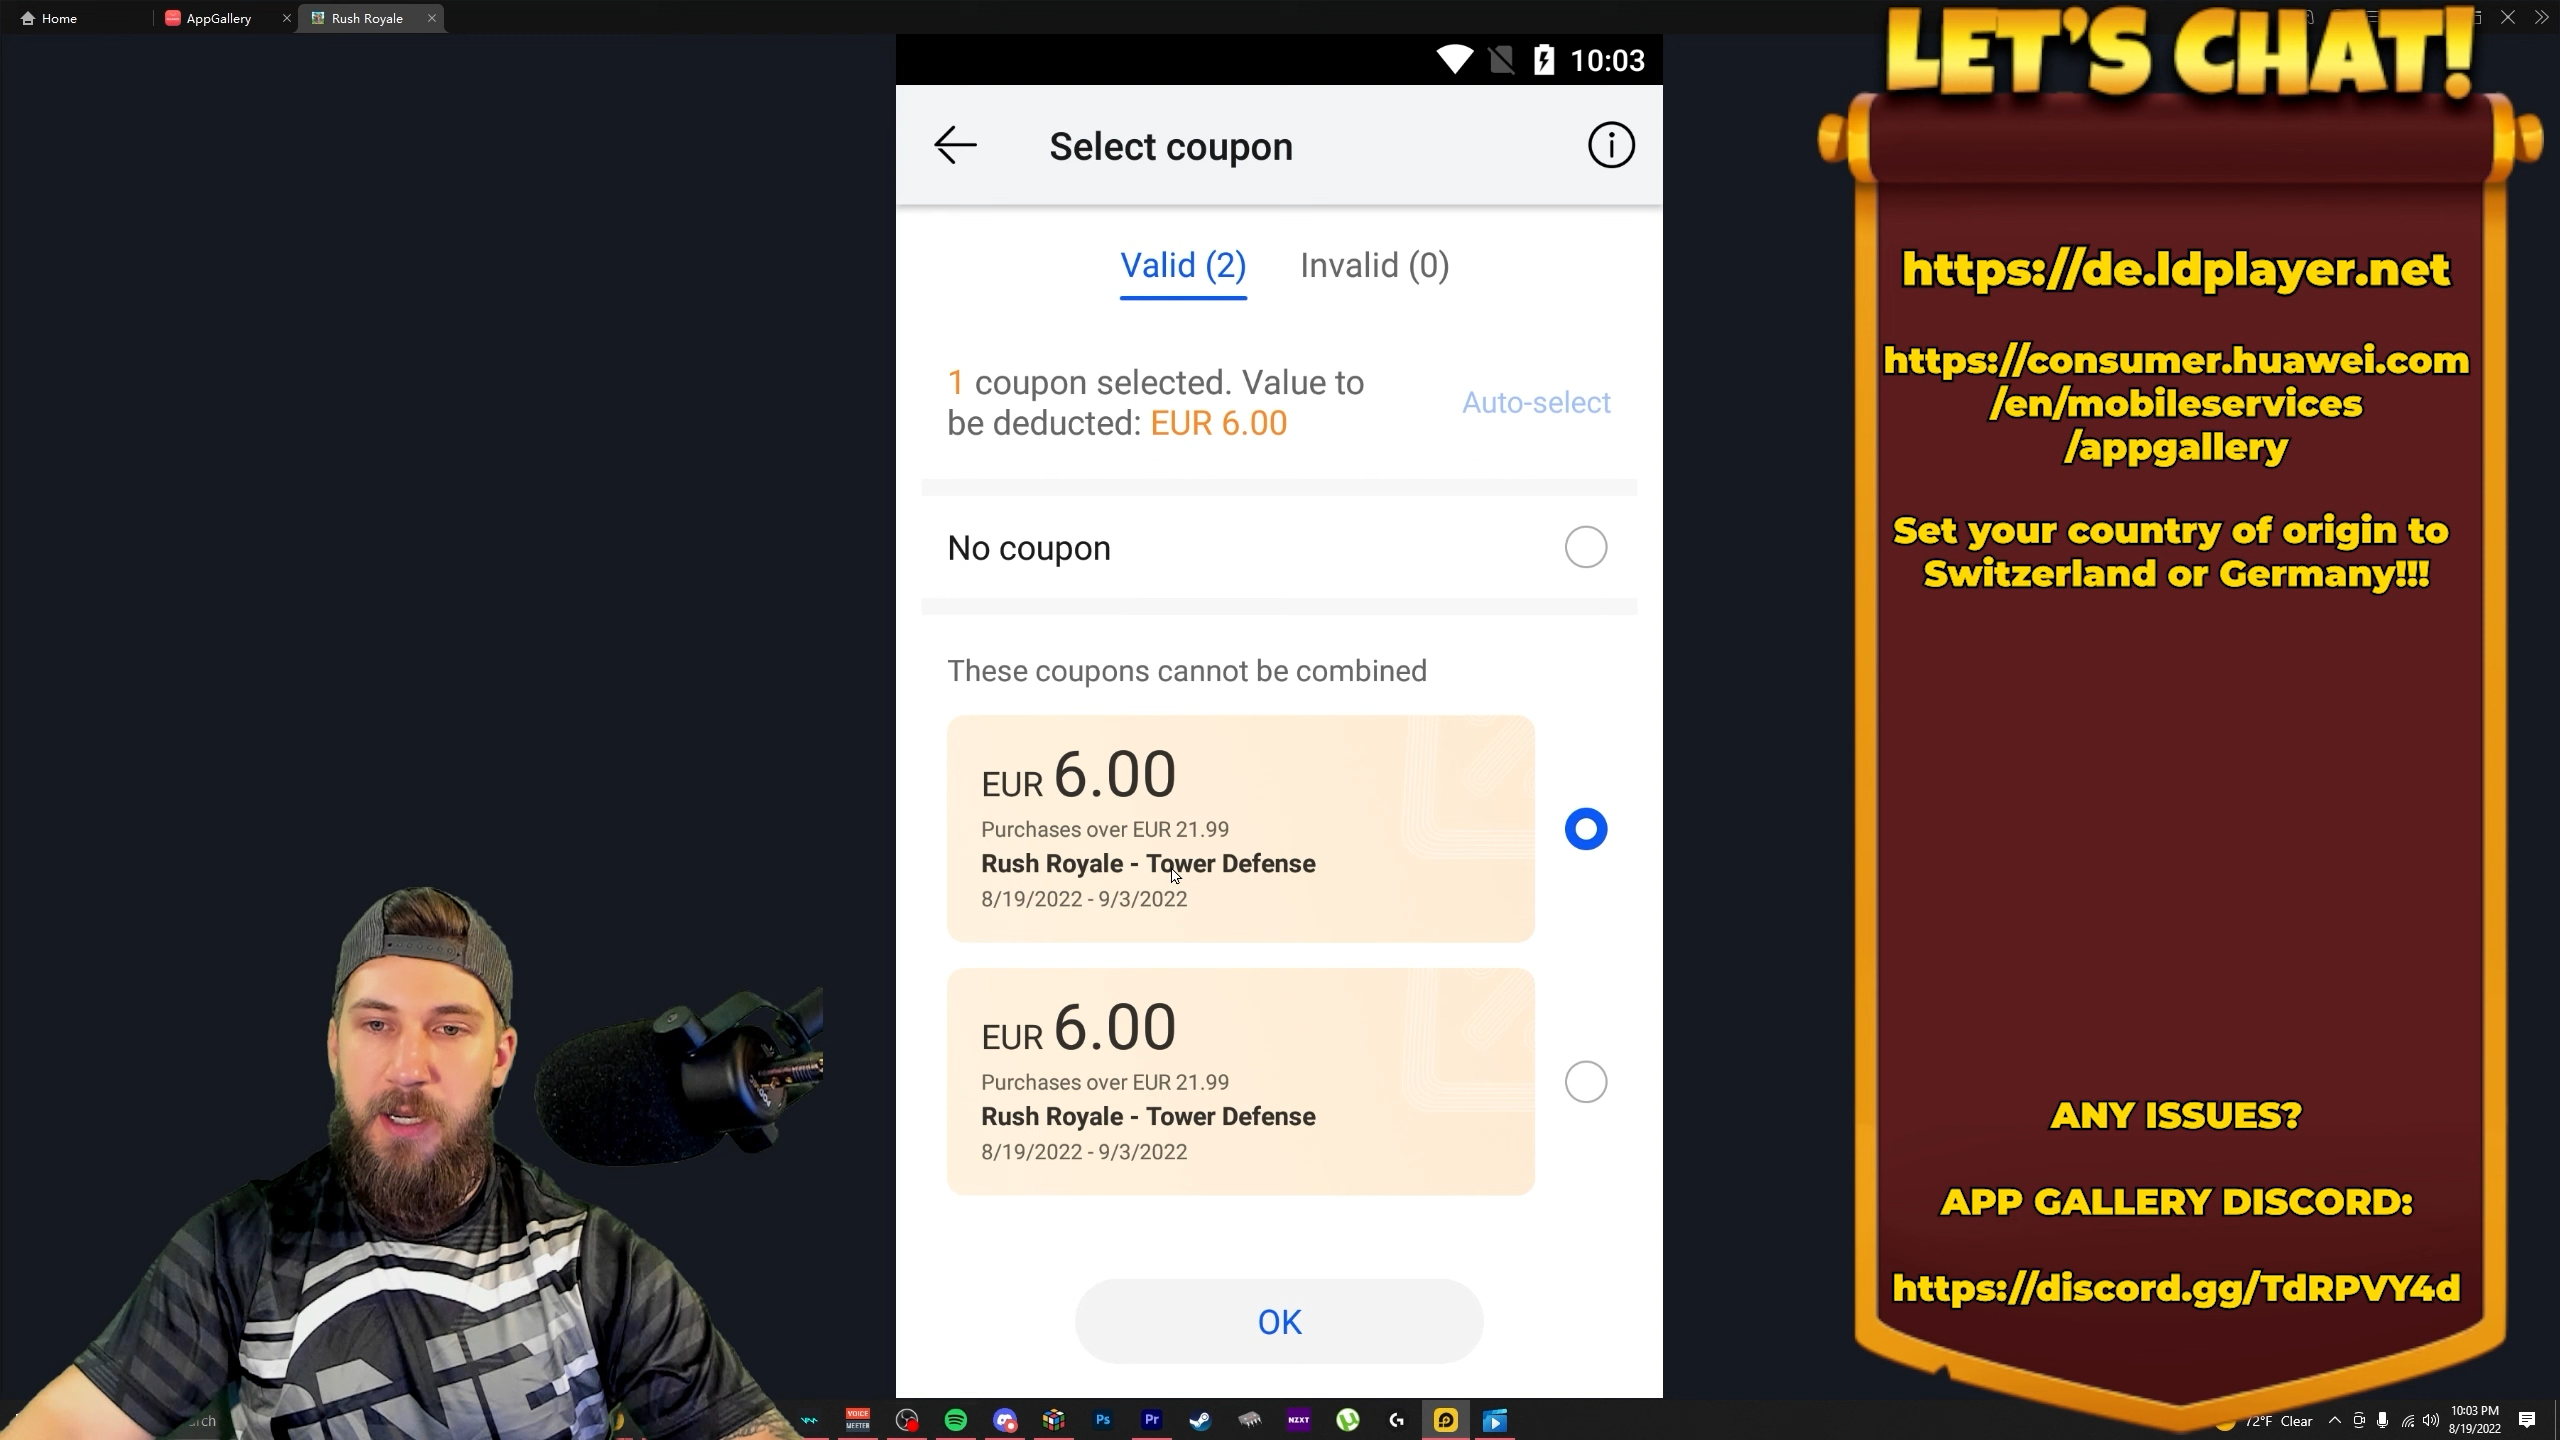 Home
AppGallery
Rush Royale
10:03
Select coupon
Valid (2)
Invalid (0)
1 coupon selected. Value to
be deducted: EUR 6.00
Auto-select
No coupon
These coupons cannot be combined
EUR 6.00
Purchases over EUR 21.99
Rush Royale - Tower Defense
8/19/2022 - 9/3/2022
EUR 6.00
Purchases over EUR 21.99
Rush Royale - Tower Defense
8/19/2022 - 9/3/2022
OK
LET'S CHAT!
https://de.ldplayer.net
https://consumer.huawei.com
/en/mobileservices
/appgallery
Set your country of origin to
Switzerland or Germany!!!
ANY ISSUES?
APP GALLERY DISCORD:
https://discord.gg/TdRPVY4d
VOICE
MEETER
Ps
Pr
NZXT
72°F Clear
10:03 PM
8/19/2022